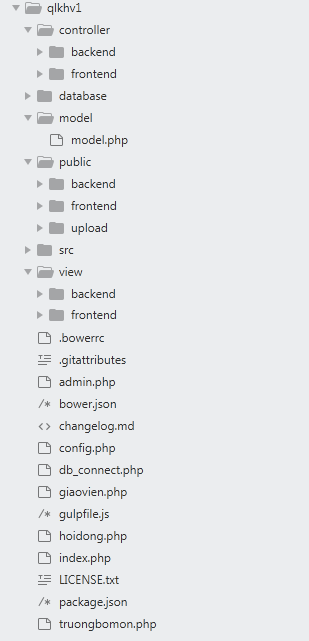 qlkhv1
controller
backend
frontend
database
model
model.php
public
backend
frontend
upload
src
view
backend
frontend
.bowerrc
.gitattributes
admin.php
bower.json
changelog.md
config.php
db_connect.php
giaovien.php
gulpfile.js
hoidong.php
index.php
LICENSE.txt
package.json
truongbomon.php